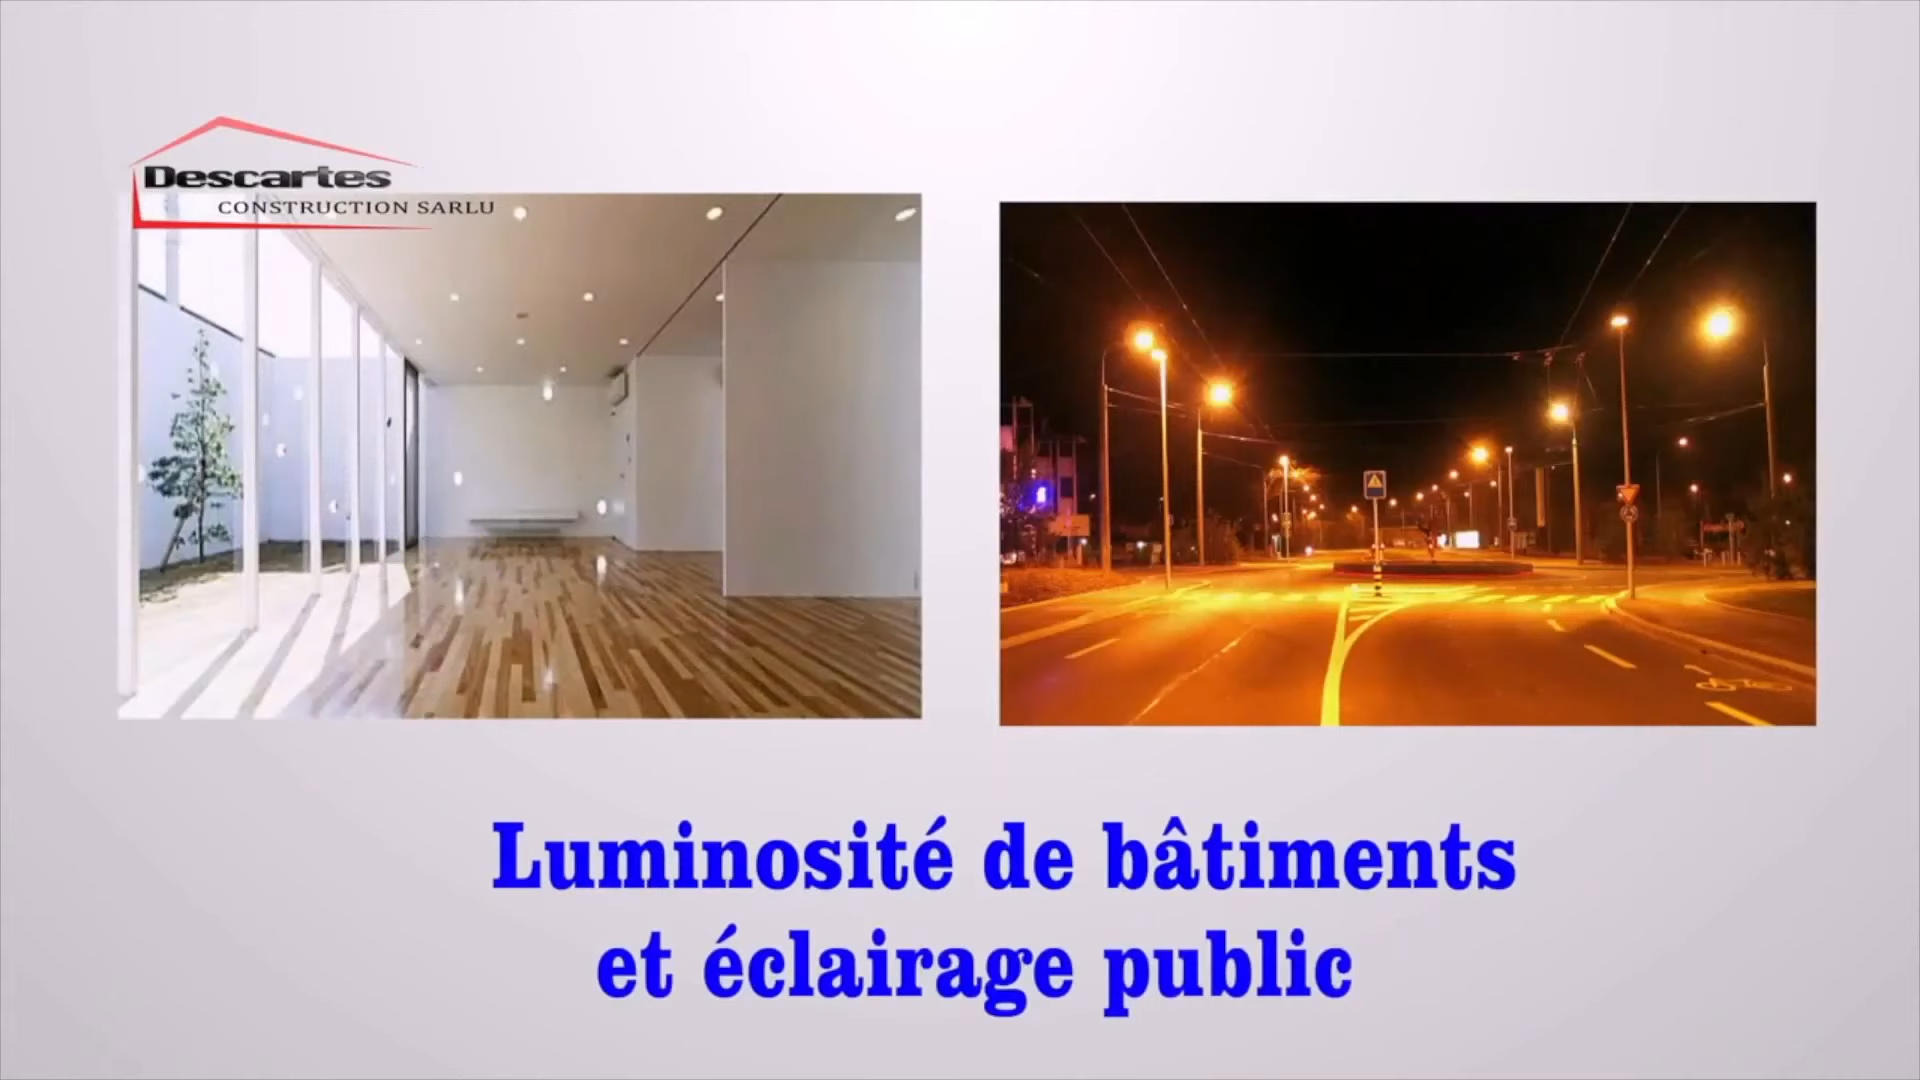 Descartes
CONSTRUCTION SARLU
Luminosité de bâtiments
et éclairage public